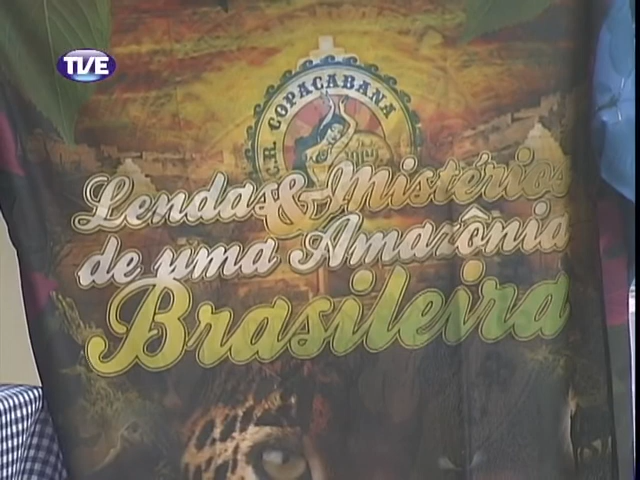 TVE
C.R. COPACABANA
Lendas & Mistérios
de uma Amazônia
Brasileira